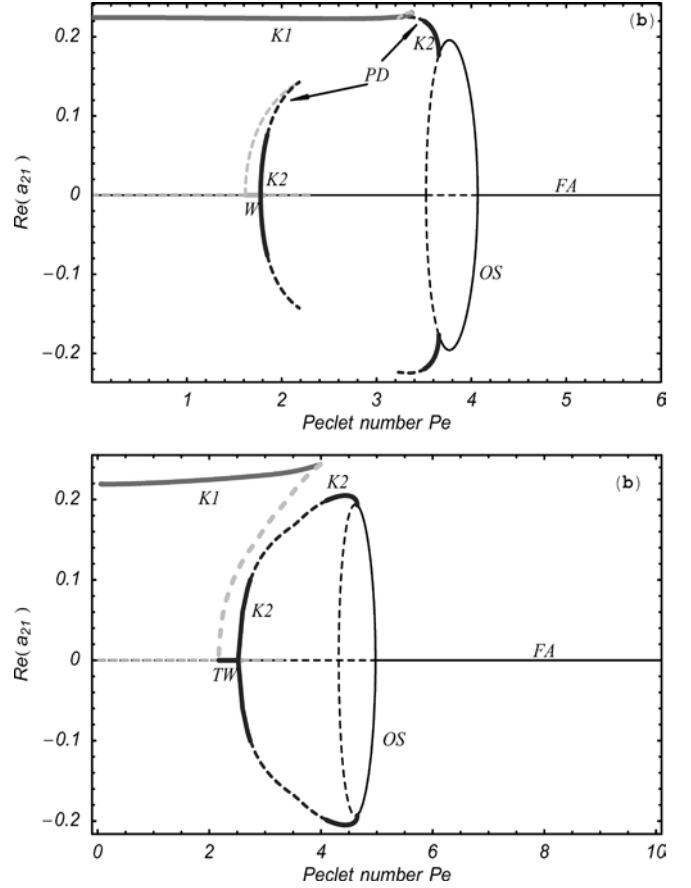 (b)
0.2
K1
K2
PD
0.1
Re( a21 )
0
K2
W
FA
−0.1
OS
−0.2
1 2 3 4 5 6
Peclet number Pe
(b)
0.2
K2
K1
0.1
Re( a21 )
K2
0
TW
FA
−0.1
OS
−0.2
0 2 4 6 8 10
Peclet number Pe